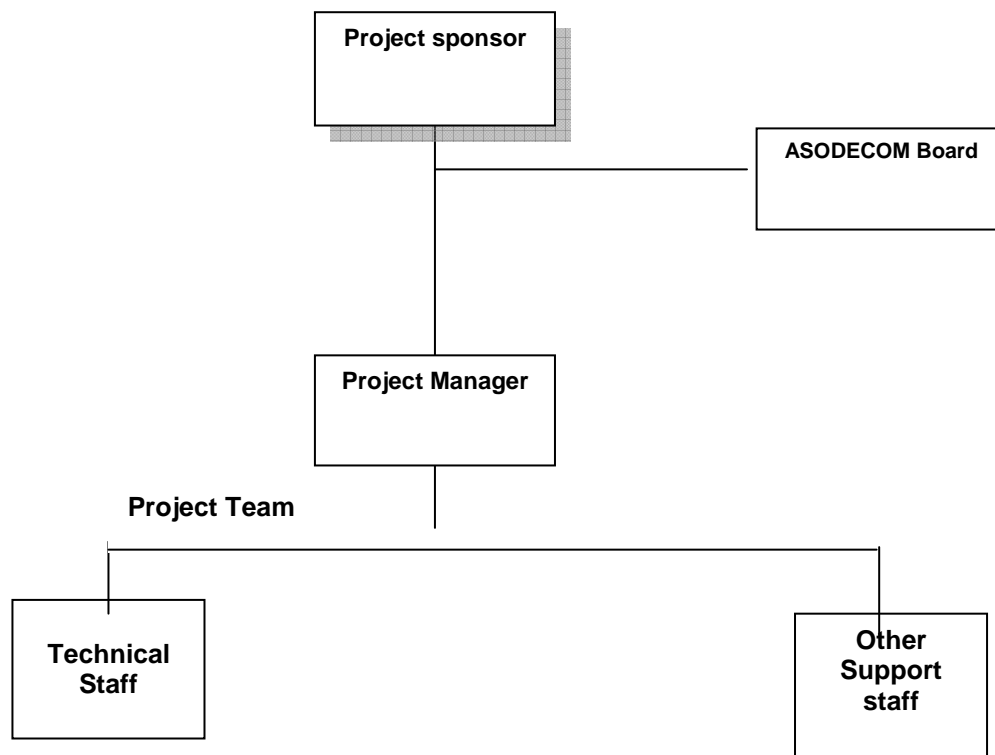 Project sponsor
ASODECOM Board
Project Manager
Project Team
Technical
Staff
Other
Support
staff